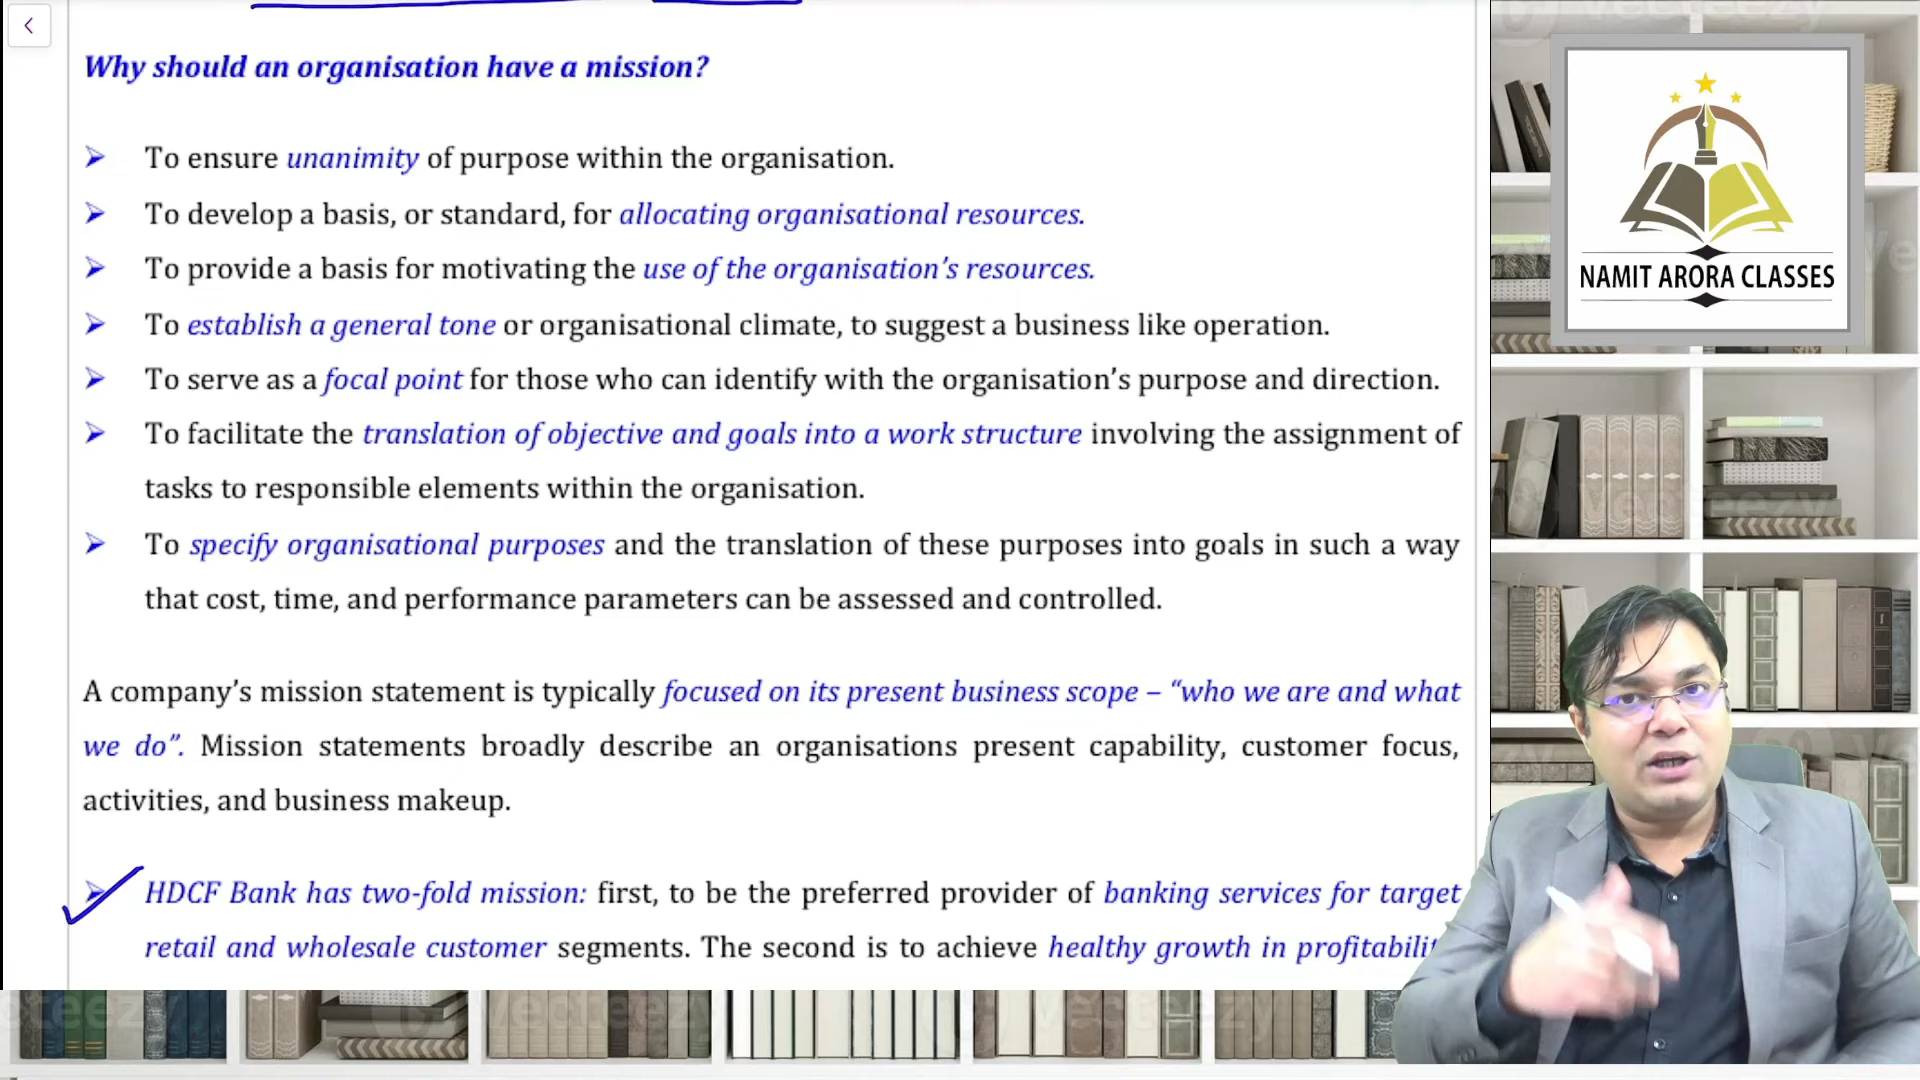 Why should an organisation have a mission?
To ensure unanimity of purpose within the organisation.
To develop a basis, or standard, for allocating organisational resources.
To provide a basis for motivating the use of the organisation's resources.
To establish a general tone or organisational climate, to suggest a business like operation.
To serve as a focal point for those who can identify with the organisation's purpose and direction.
To facilitate the translation of objective and goals into a work structure involving the assignment of
tasks to responsible elements within the organisation.
To specify organisational purposes and the translation of these purposes into goals in such a way
that cost, time, and performance parameters can be assessed and controlled.
A company's mission statement is typically focused on its present business scope – “who we are and what
we do”. Mission statements broadly describe an organisations present capability, customer focus,
activities, and business makeup.
HDCF Bank has two-fold mission: first, to be the preferred provider of banking services for target
retail and wholesale customer segments. The second is to achieve healthy growth in
NAMIT ARORA CLASSES